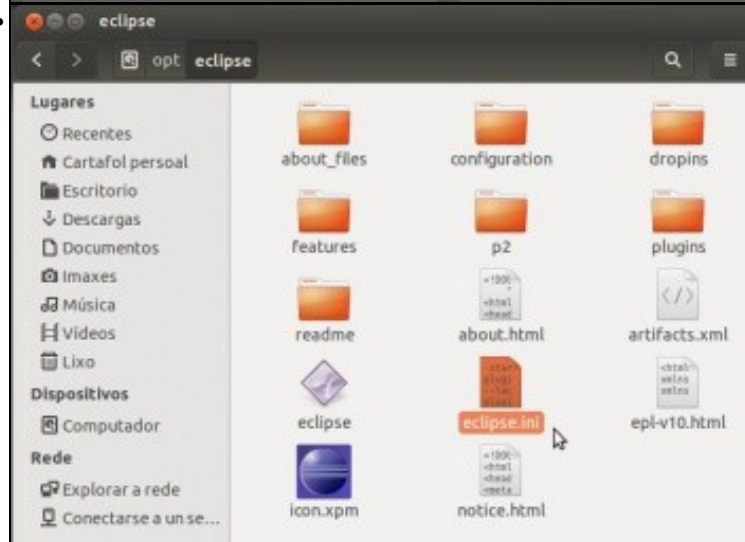 eclipse
opt eclipse
Lugares
Recentes
Cartafol persoal
Escritorio
Descargas
Documentos
Imaxes
Música
Vídeos
Lixo
Dispositivos
Computador
Rede
Explorar a rede
Conectarse a un se...
about_files configuration dropins
features p2 plugins
readme about.html artifacts.xml
eclipse eclipse.ini epl-v10.html
icon.xpm notice.html